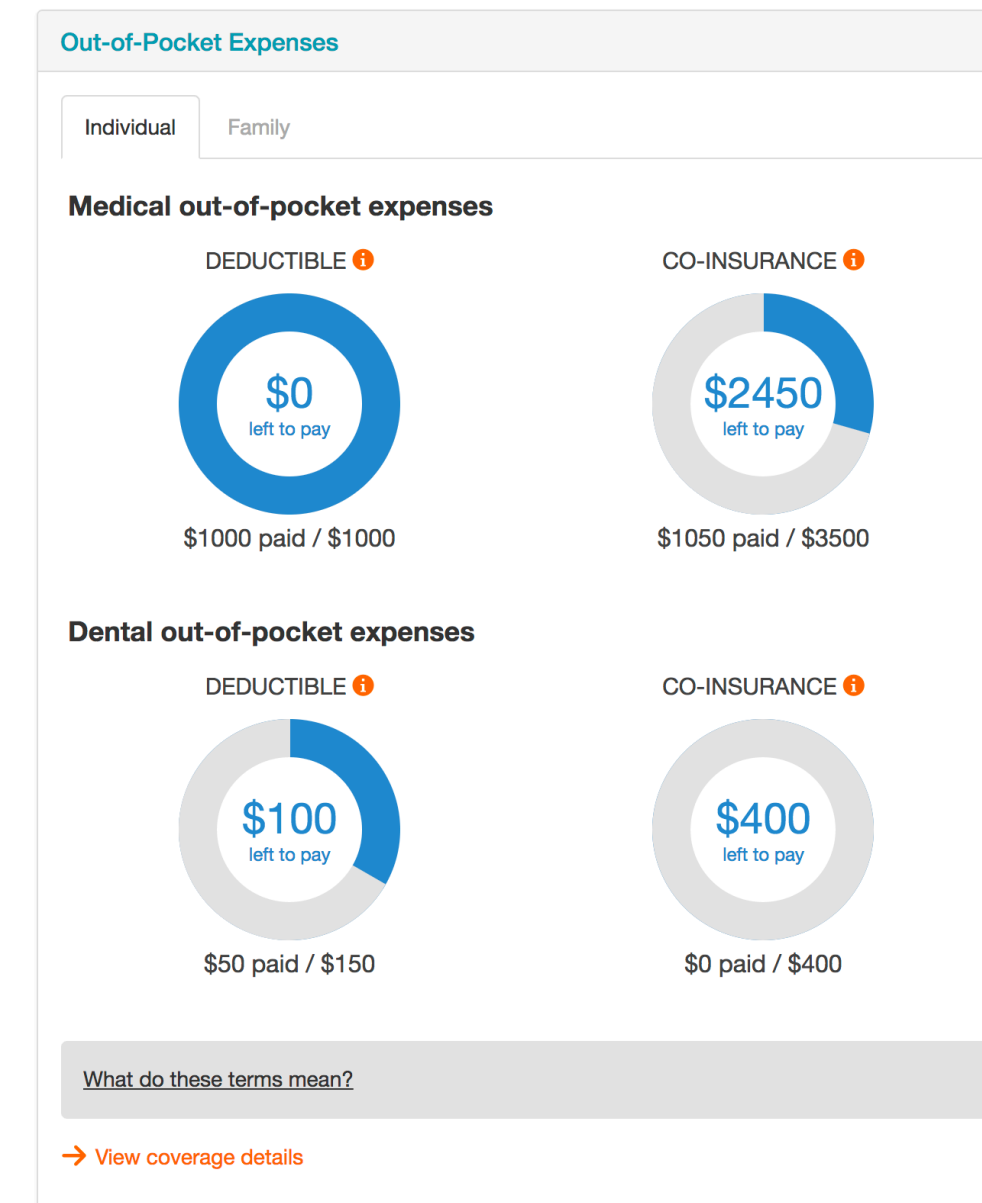 Out-of-Pocket Expenses
Individual
Family
Medical out-of-pocket expenses
DEDUCTIBLE i
CO-INSURANCE i
$0
left to pay
$2450
left to pay
$1000 paid / $1000
$1050 paid / $3500
Dental out-of-pocket expenses
DEDUCTIBLE i
CO-INSURANCE i
$100
left to pay
$400
left to pay
$50 paid / $150
$0 paid / $400
What do these terms mean?
→ View coverage details